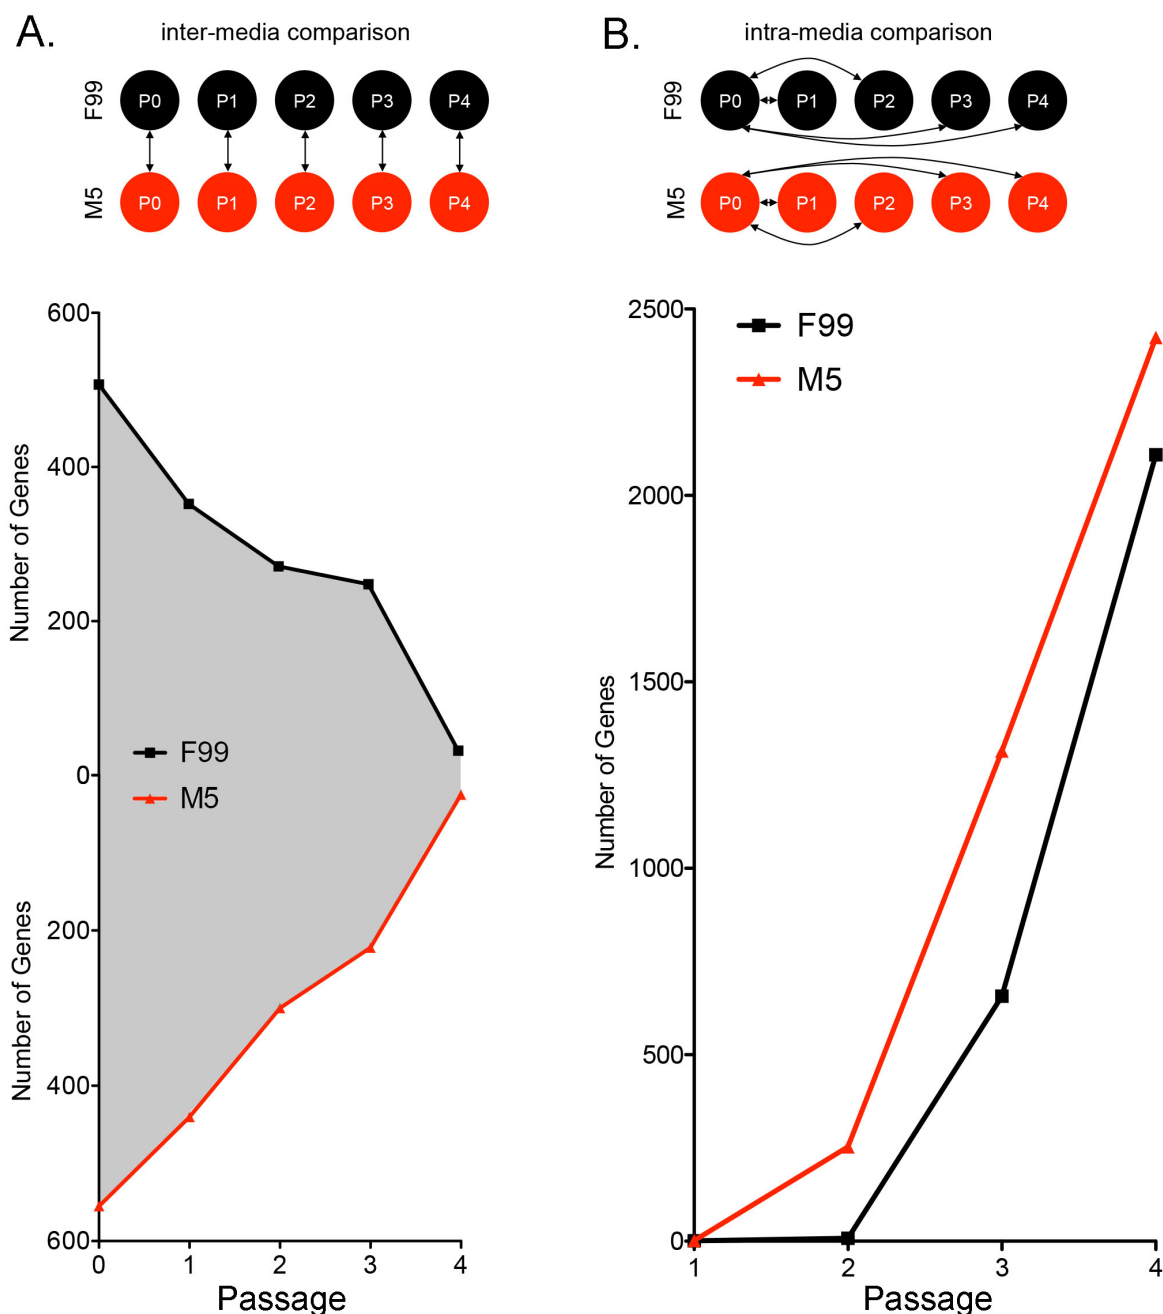 A.
inter-media comparison
F99
P0 P1 P2 P3 P4
M5
P0 P1 P2 P3 P4
600
400
200
0
200
400
600
Number of Genes
Number of Genes
F99
M5
0 1 2 3 4
Passage
B.
intra-media comparison
F99
P0 P1 P2 P3 P4
M5
P0 P1 P2 P3 P4
2500
2000
1500
1000
500
0
Number of Genes
F99
M5
1 2 3 4
Passage